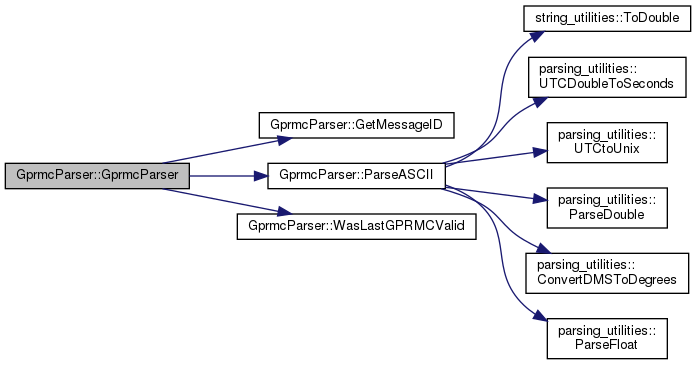 GprmcParser::GprmcParser
GprmcParser::GetMessageID
GprmcParser::ParseASCII
GprmcParser::WasLastGPRMCValid
string_utilities::ToDouble
parsing_utilities::
UTCDoubleToSeconds
parsing_utilities::
UTCtoUnix
parsing_utilities::
ParseDouble
parsing_utilities::
ConvertDMSToDegrees
parsing_utilities::
ParseFloat